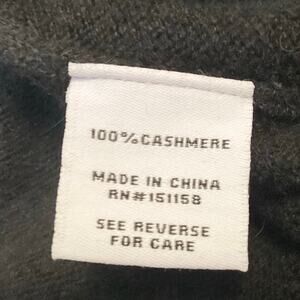 100%CASHMERE
MADE IN CHINA
RN#151158
SEE REVERSE
FOR CARE